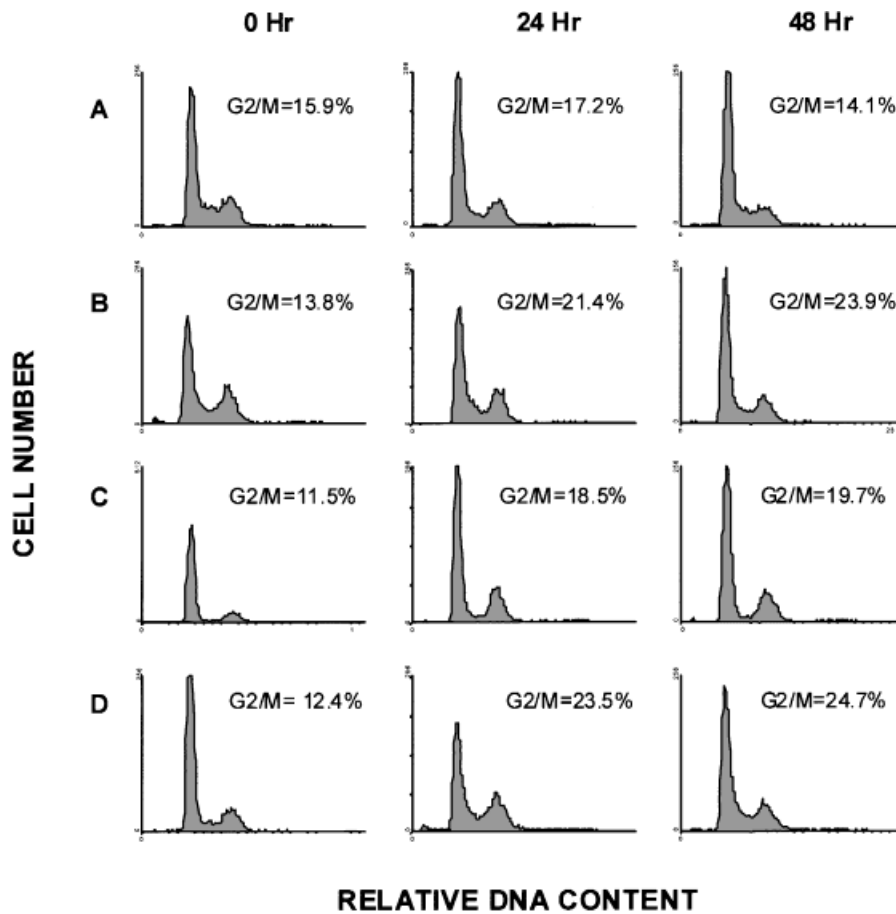 0 Hr 24 Hr 48 Hr
A G2/M=15.9% G2/M=17.2% G2/M=14.1%
B G2/M=13.8% G2/M=21.4% G2/M=23.9%
C G2/M=11.5% G2/M=18.5% G2/M=19.7%
D G2/M= 12.4% G2/M=23.5% G2/M=24.7%
CELL NUMBER
RELATIVE DNA CONTENT